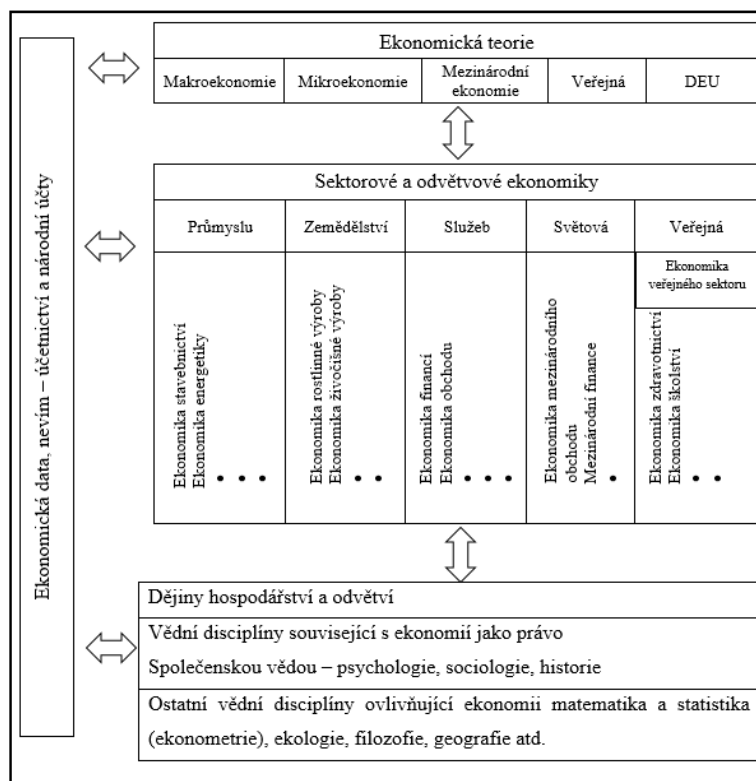 Ekonomická data, nevím – účetnictví a národní účty
Ekonomická teorie
Makroekonomie
Mikroekonomie
Mezinárodní
ekonomie
Veřejná
DEU
Sektorové a odvětvové ekonomiky
Průmyslu
Zemědělství
Služeb
Světová
Veřejná
Ekonomika stavebnictví
Ekonomika energetiky
Ekonomika rostlinné výroby
Ekonomika živočišné výroby
Ekonomika financí
Ekonomika obchodu
Ekonomika mezinárodního
obchodu
Mezinárodní finance
Ekonomika
veřejného sektoru
Ekonomika zdravotnictví
Ekonomika školství
Dějiny hospodářství a odvětví
Vědní disciplíny související s ekonomií jako právo
Společenskou vědou – psychologie, sociologie, historie
Ostatní vědní disciplíny ovlivňující ekonomii matematika a statistika
(ekonometrie), ekologie, filozofie, geografie atd.